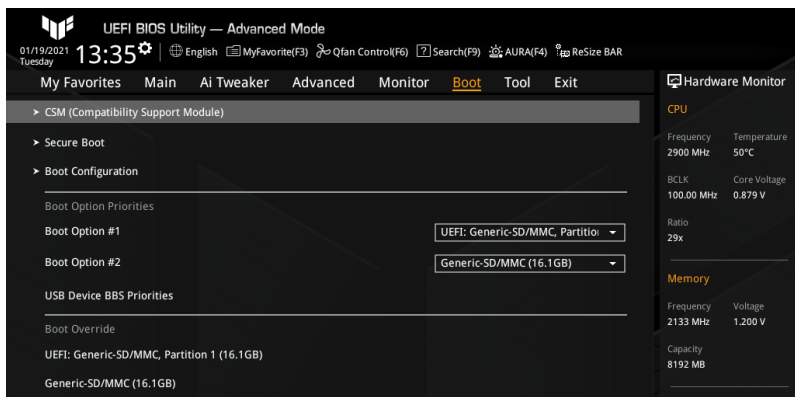 UEFI BIOS Utility — Advanced Mode
01/19/2021
Tuesday
13:35
English
MyFavorite(F3)
Qfan Control(F6)
? Search(F9)
AURA(F4)
ReSize BAR
My Favorites Main Ai Tweaker Advanced Monitor Boot Tool Exit
CSM (Compatibility Support Module)
Secure Boot
Boot Configuration
Boot Option Priorities
Boot Option #1 UEFI: Generic-SD/MMC, Partitio
Boot Option #2 Generic-SD/MMC (16.1GB)
USB Device BBS Priorities
Boot Override
UEFI: Generic-SD/MMC, Partition 1 (16.1GB)
Generic-SD/MMC (16.1GB)
Hardware Monitor
CPU
Frequency Temperature
2900 MHz 50°C
BCLK Core Voltage
100.00 MHz 0.879 V
Ratio
29x
Memory
Frequency Voltage
2133 MHz 1.200 V
Capacity
8192 MB